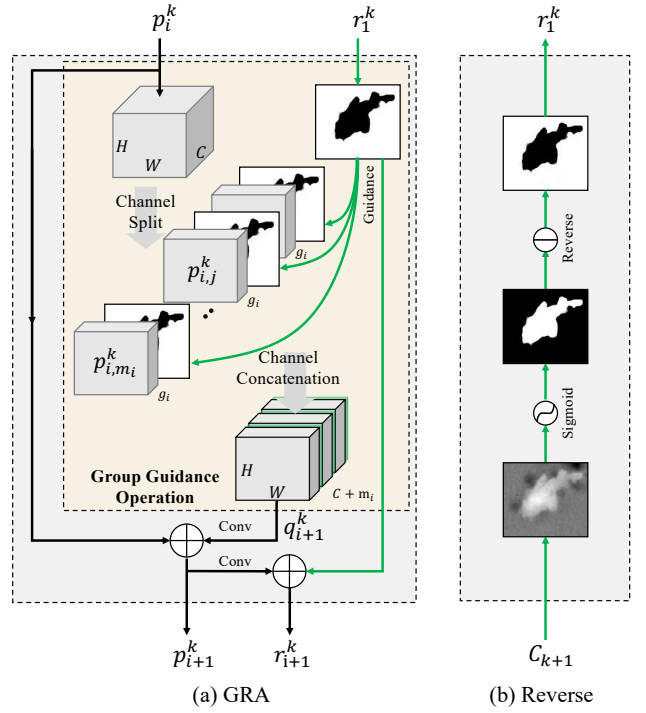 p_i^k
r_1^k
r_1^k
H
W
C
Channel
Split
Guidance
g_i
p_{i,j}^k
g_i
p_{i,m_i}^k
g_i
Channel
Concatenation
H
W
C + m_i
Group Guidance
Operation
Conv
q_{i+1}^k
Conv
p_{i+1}^k
r_{i+1}^k
Reverse
Sigmoid
C_{k+1}
(a) GRA
(b) Reverse